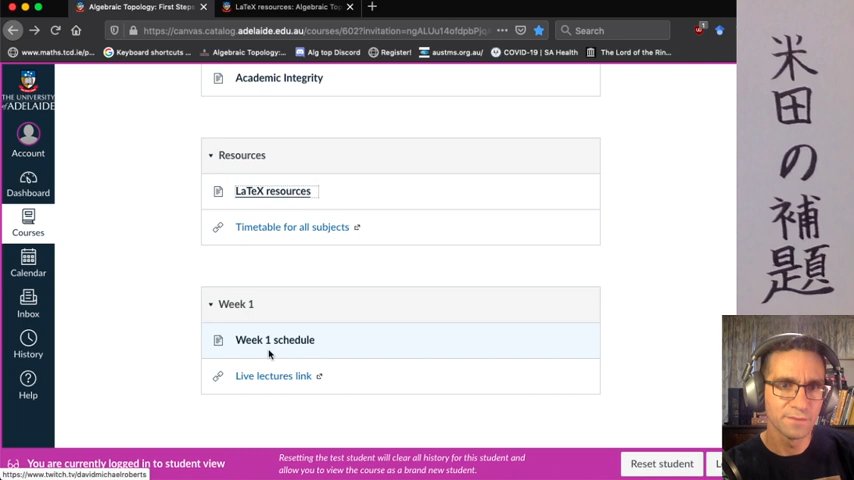 Algebraic Topology: First Steps
LaTeX resources: Algebraic To
https://canvas.catalog.adelaide.edu.au/courses/602?invitation=
Search
1
www.maths.tcd.ie/p...
Keyboard shortcuts ...
Algebraic Topology:...
Alg top Discord
Register!
austms.org.au/
COVID-19 | SA Health
The Lord of the Rin...
THE UNIVERSITY
of ADELAIDE
Account
Dashboard
Courses
Calendar
Inbox
History
Help
Academic Integrity
Resources
LaTeX resources
Timetable for all subjects
Week 1
Week 1 schedule
Live lectures link
You are currently logged in to student view
Resetting the test student will clear all history for this student and
allow you to view the course as a brand new student.
Reset student
https://www.twitch.tv/davidmichaelroberts
米田の補題